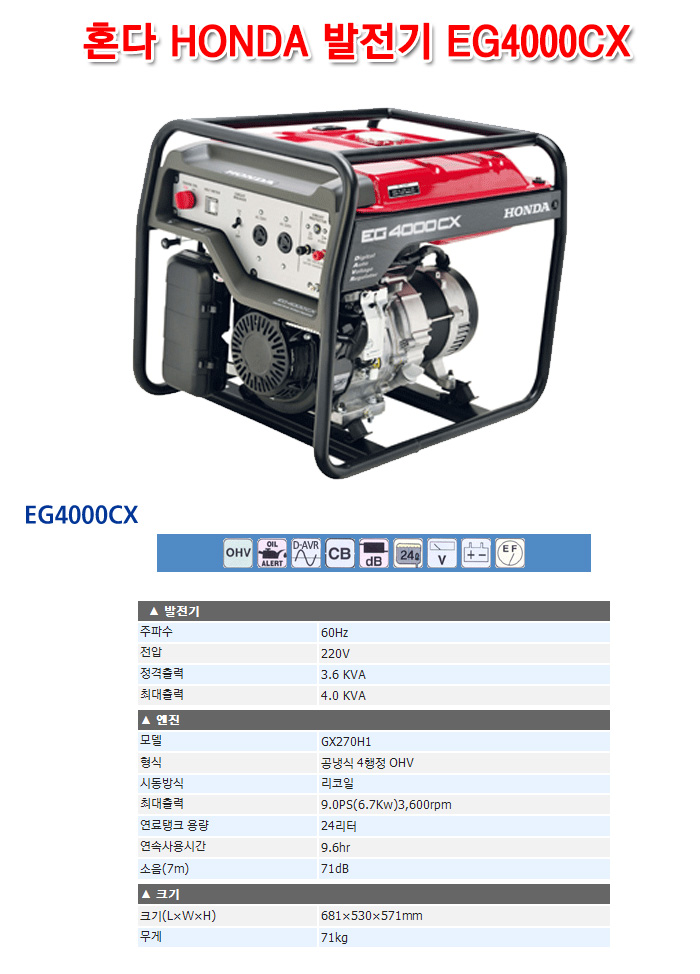 혼다 HONDA 발전기 EG4000CX
HONDA
EG4000CX
HONDA
Digital
Auto
Voltage
Regulator
EG4000CX
OHV
OIL ALERT
D-AVR
CB
dB
24ℓ
V
+ -
E F
▲ 발전기
주파수 60Hz
전압 220V
정격출력 3.6 KVA
최대출력 4.0 KVA
▲ 엔진
모델 GX270H1
형식 공냉식 4행정 OHV
시동방식 리코일
최대출력 9.0PS(6.7Kw)3,600rpm
연료탱크 용량 24리터
연속사용시간 9.6hr
소음(7m) 71dB
▲ 크기
크기(L×W×H) 681×530×571mm
무게 71kg